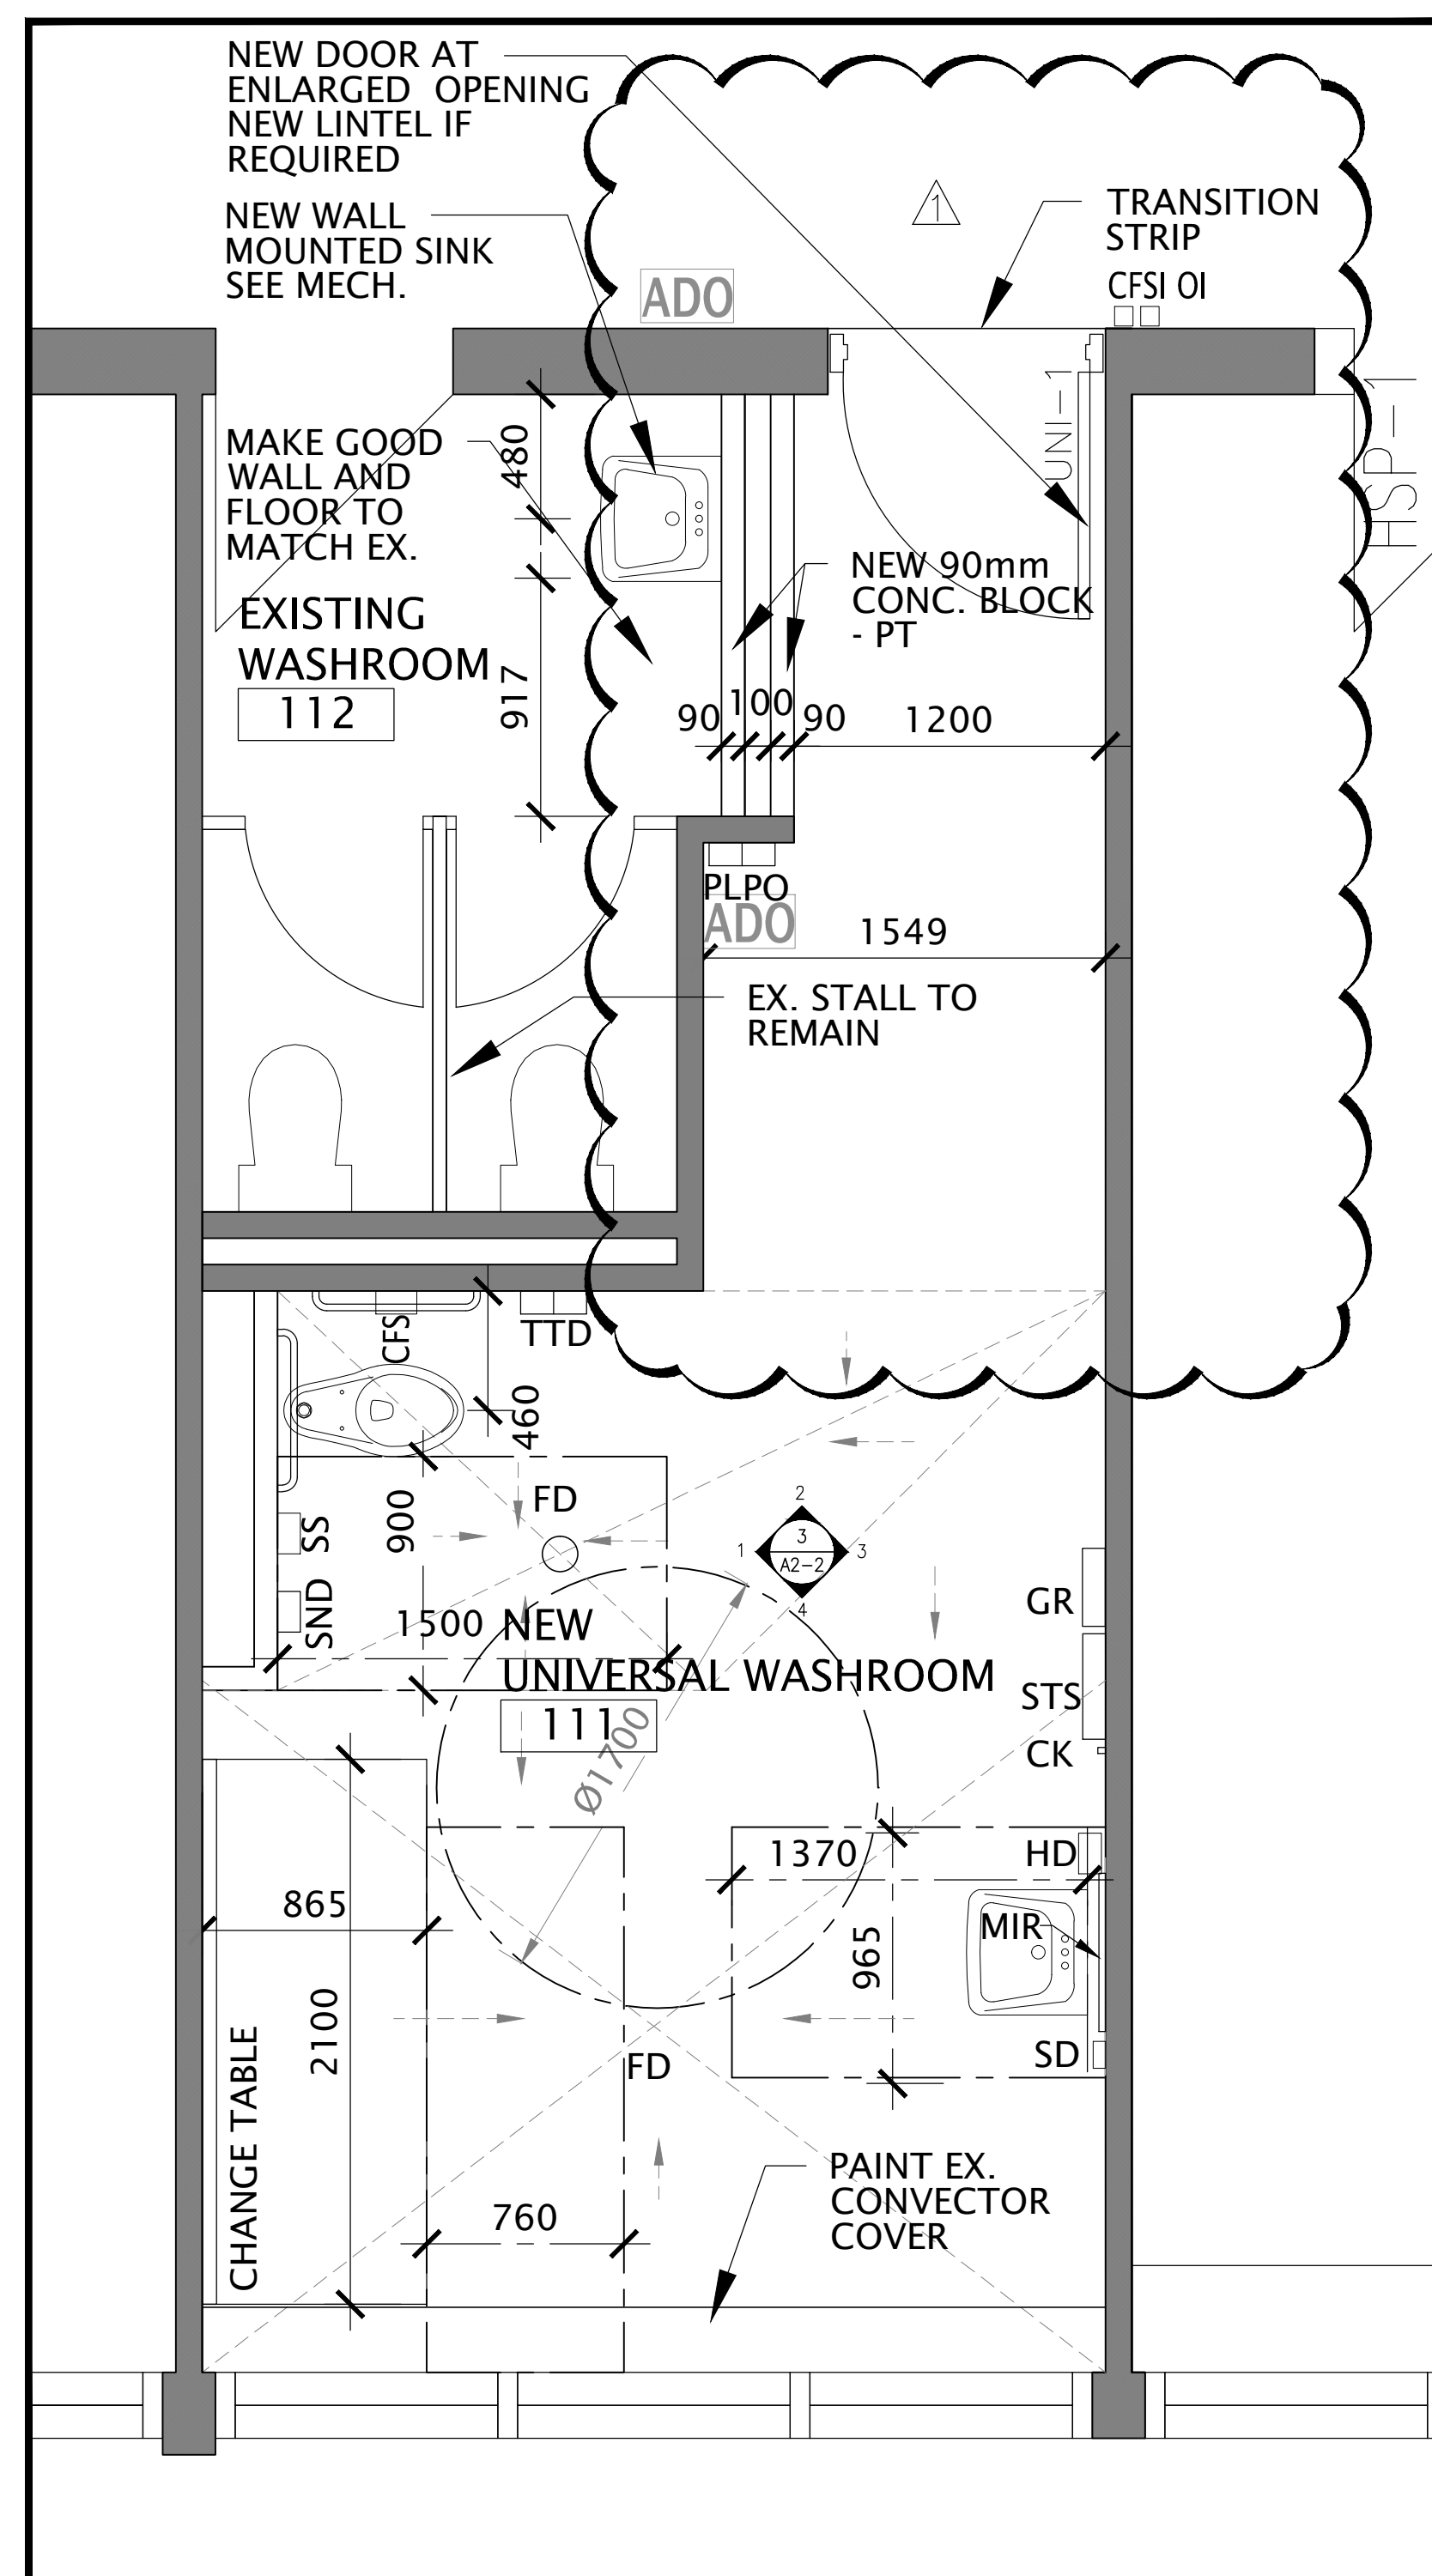 NEW DOOR AT
ENLARGED OPENING
NEW LINTEL IF
REQUIRED
NEW WALL
MOUNTED SINK
SEE MECH.
1
TRANSITION
STRIP
CFSI OI
ADO
MAKE GOOD
WALL AND
FLOOR TO
MATCH EX.
480
UNI-1
HSP-1
NEW 90mm
CONC. BLOCK
- PT
EXISTING
WASHROOM
112
917
90
100
90
1200
PLPO
ADO
1549
EX. STALL TO
REMAIN
CFS
TTD
460
FD
900
SS
SND
1500
2
1
3
A2-2
3
4
NEW
UNIVERSAL WASHROOM
111
Ø1700
GR
STS
CK
HD
1370
MIR
965
SD
865
2100
CHANGE TABLE
FD
760
PAINT EX.
CONVECTOR
COVER